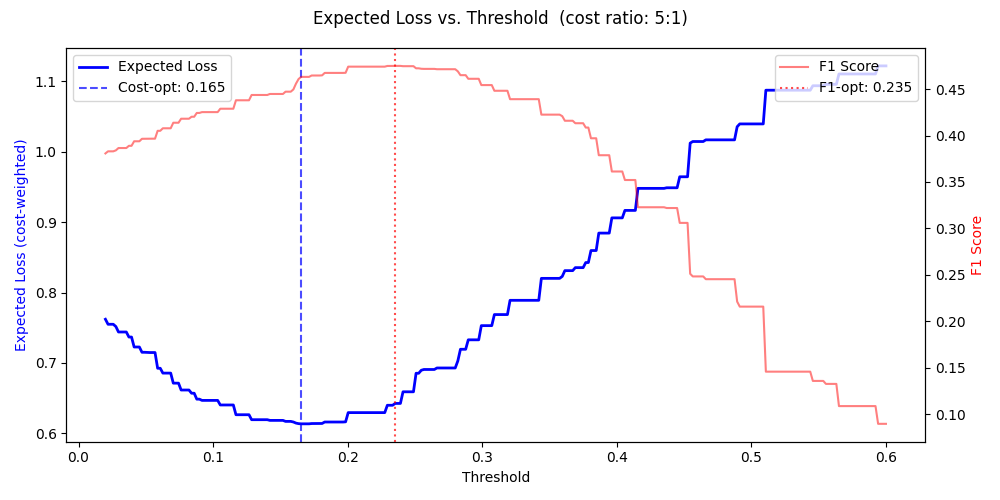 Expected Loss vs. Threshold  (cost ratio: 5:1)
Expected Loss
Cost-opt: 0.165
F1 Score
F1-opt: 0.235
Expected Loss (cost-weighted)
1.1
1.0
0.9
0.8
0.7
0.6
0.45
0.40
0.35
0.30
0.25
0.20
0.15
0.10
F1 Score
0.0 0.1 0.2 0.3 0.4 0.5 0.6
Threshold